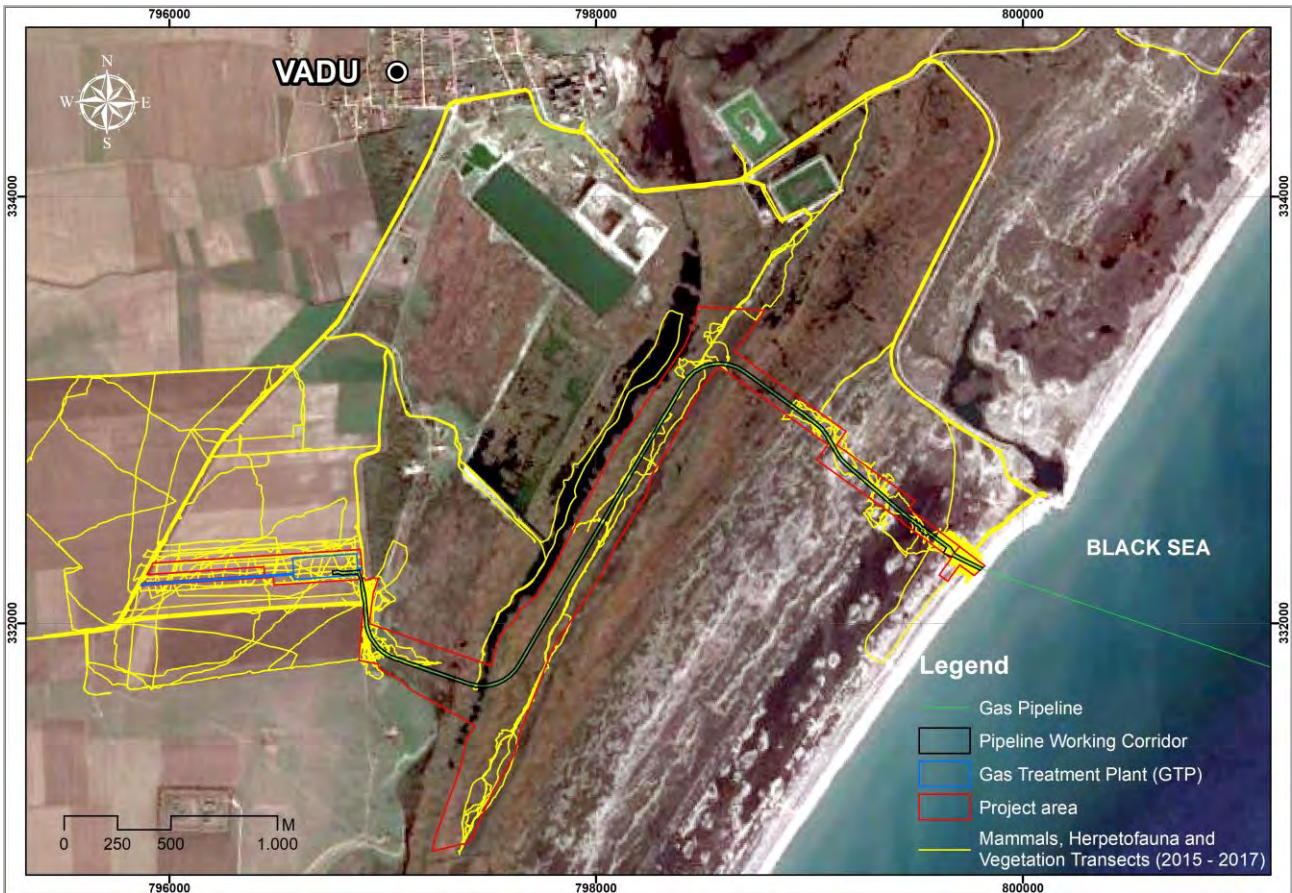 796000
798000
800000
VADU
N
W E
S
334000
334000
BLACK SEA
332000
332000
Legend
Gas Pipeline
Pipeline Working Corridor
Gas Treatment Plant (GTP)
Project area
Mammals, Herpetofauna and
Vegetation Transects (2015 - 2017)
M
0 250 500 1.000
796000
798000
800000